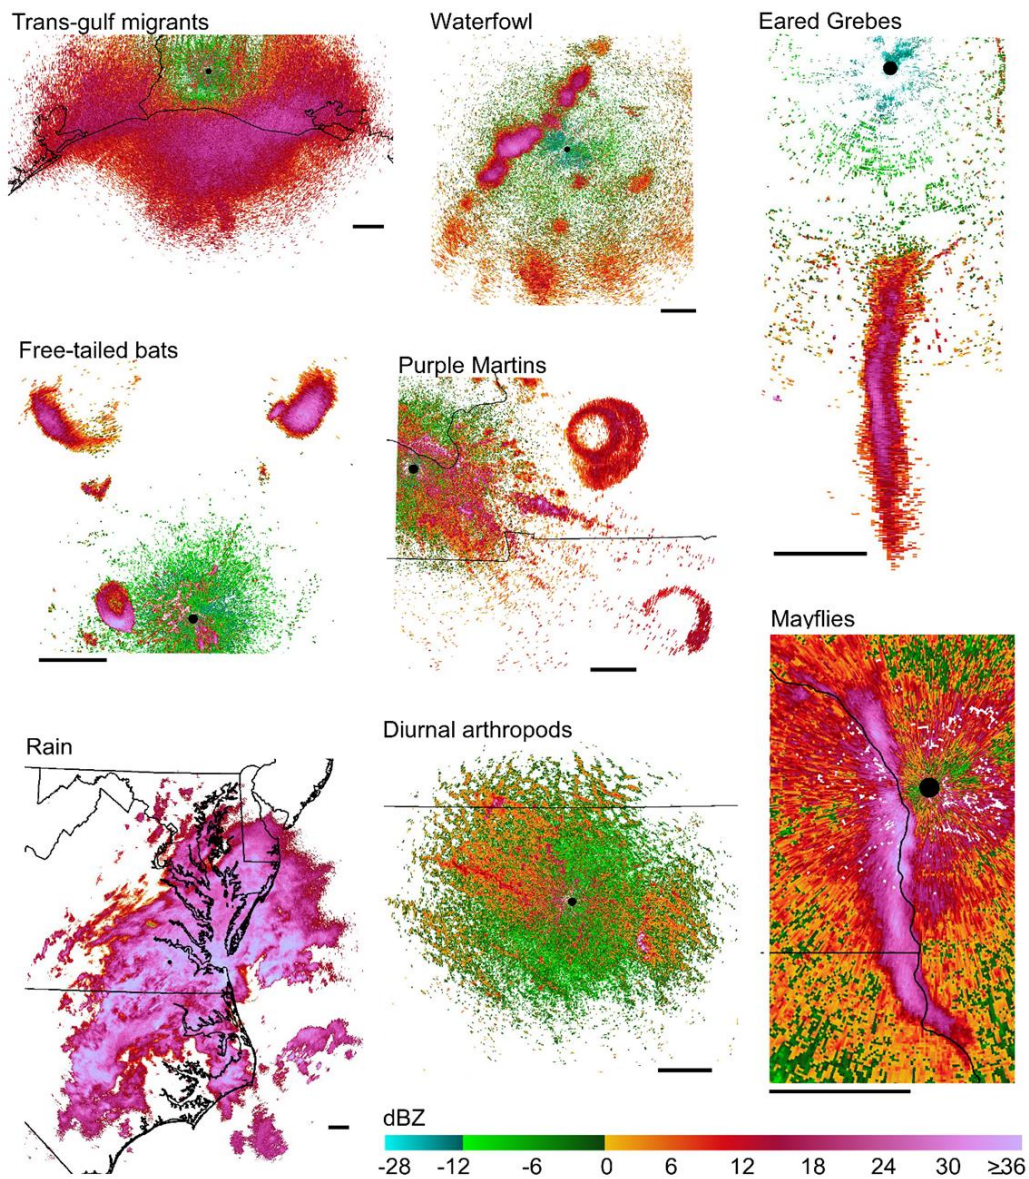 Trans-gulf migrants
Waterfowl
Eared Grebes
Free-tailed bats
Purple Martins
Mayflies
Rain
Diurnal arthropods
dBZ
-28 -12 -6 0 6 12 18 24 30 ≥36